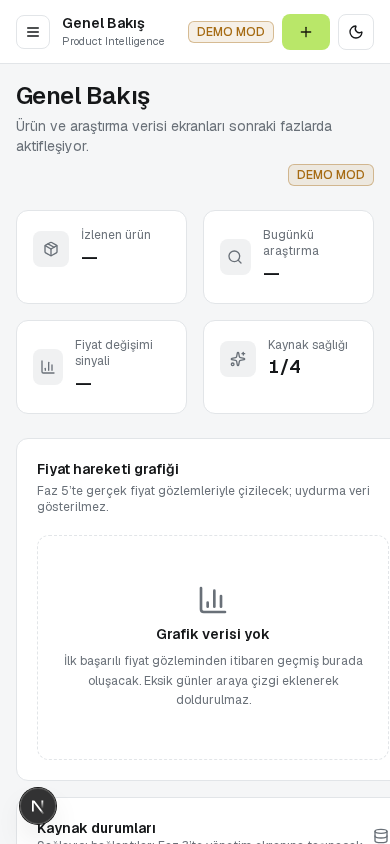 Genel Bakış
Product Intelligence
DEMO MOD
Genel Bakış
Ürün ve araştırma verisi ekranları sonraki fazlarda
aktifleşiyor.
DEMO MOD
İzlenen ürün
—
Bugünkü
araştırma
—
Fiyat değişimi
sinyali
—
Kaynak sağlığı
1/4
Fiyat hareketi grafiği
Faz 5'te gerçek fiyat gözlemleriyle çizilecek; uydurma veri
gösterilmez.
Grafik verisi yok
İlk başarılı fiyat gözleminden itibaren geçmiş burada
oluşacak. Eksik günler araya çizgi eklenerek
doldurulmaz.
N
Kaynak durumları